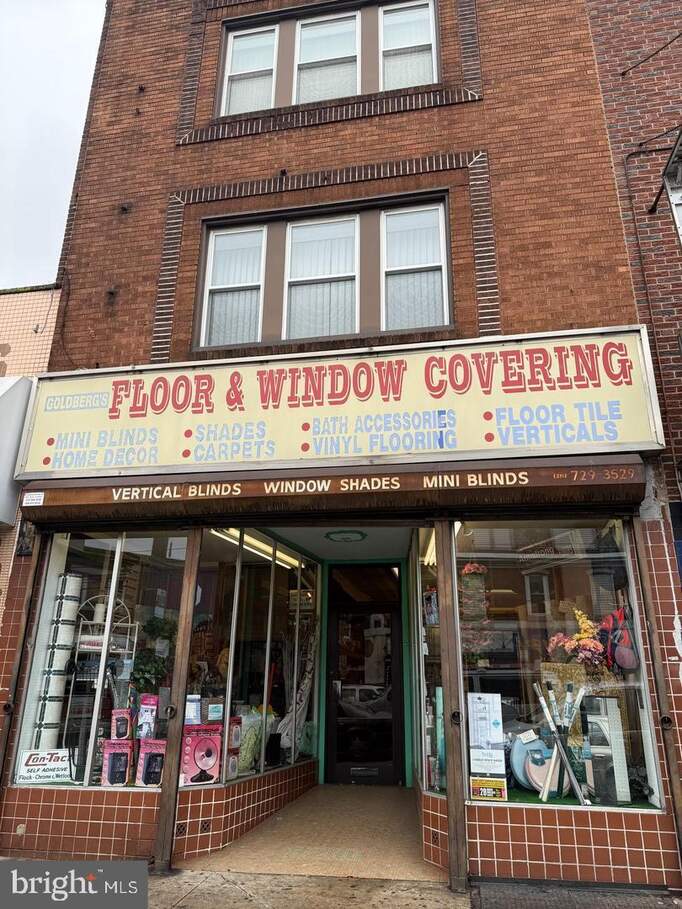 GOLDBERG'S FLOOR & WINDOW COVERING
• MINI BLINDS • SHADES • BATH ACCESSORIES • FLOOR TILE
• HOME DECOR • CARPETS • VINYL FLOORING • VERTICALS
VERTICAL BLINDS WINDOW SHADES MINI BLINDS (215) 729-3529
Con-Tact
SELF ADHESIVE
bright MLS